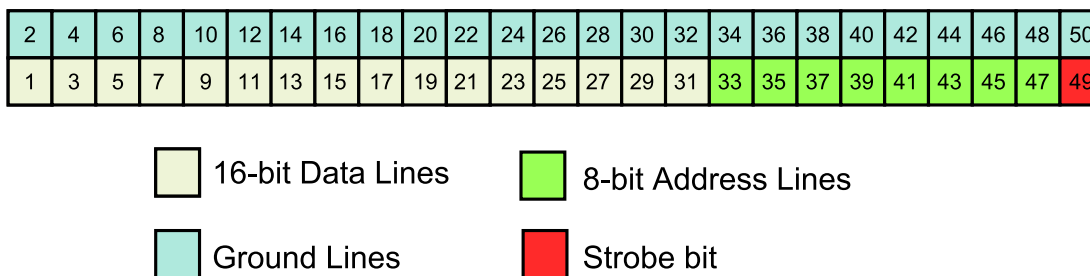 2 4 6 8 10 12 14 16 18 20 22 24 26 28 30 32 34 36 38 40 42 44 46 48 50
1 3 5 7 9 11 13 15 17 19 21 23 25 27 29 31 33 35 37 39 41 43 45 47 49
16-bit Data Lines 8-bit Address Lines
Ground Lines Strobe bit